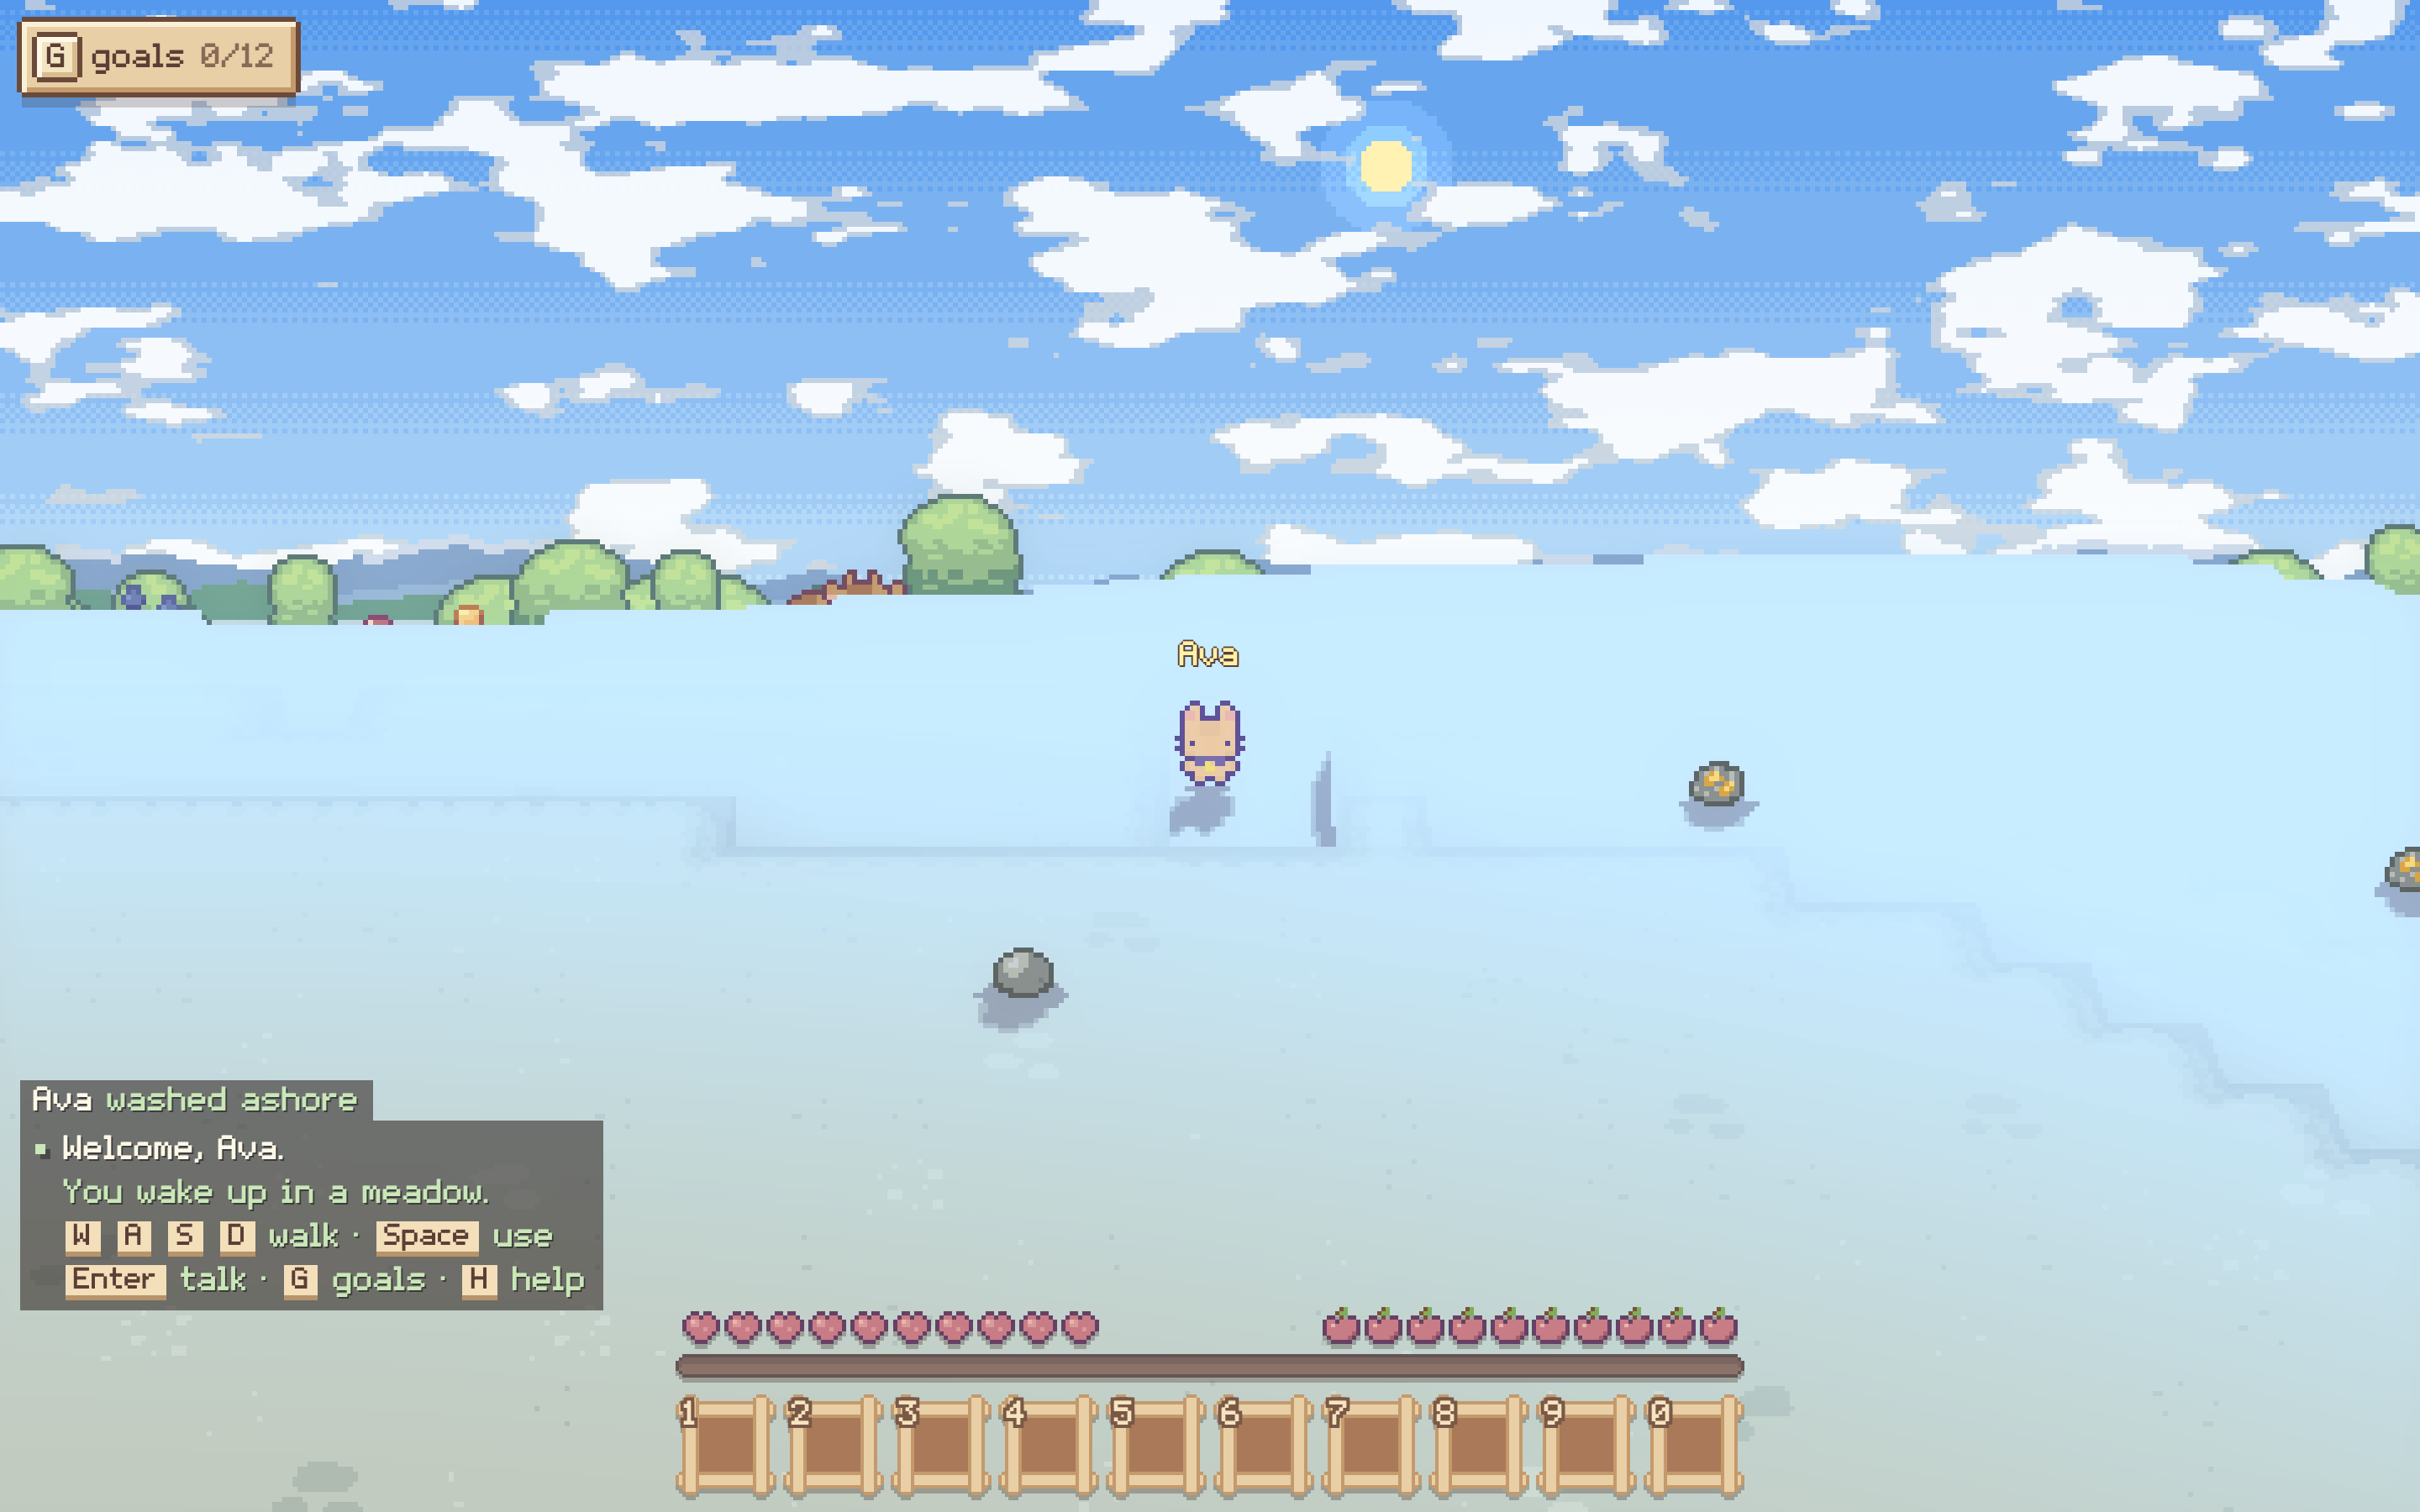 G goals 0/12
Ava
Ava washed ashore
Welcome, Ava.
You wake up in a meadow.
W A S D walk · Space use
Enter talk · G goals · H help
1 2 3 4 5 6 7 8 9 0